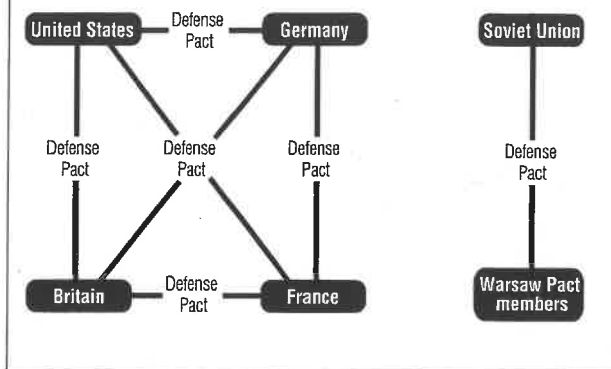 United States
Defense
Pact
Germany
Soviet Union
Defense
Pact
Defense
Pact
Defense
Pact
Defense
Pact
Britain
Defense
Pact
France
Warsaw Pact
members